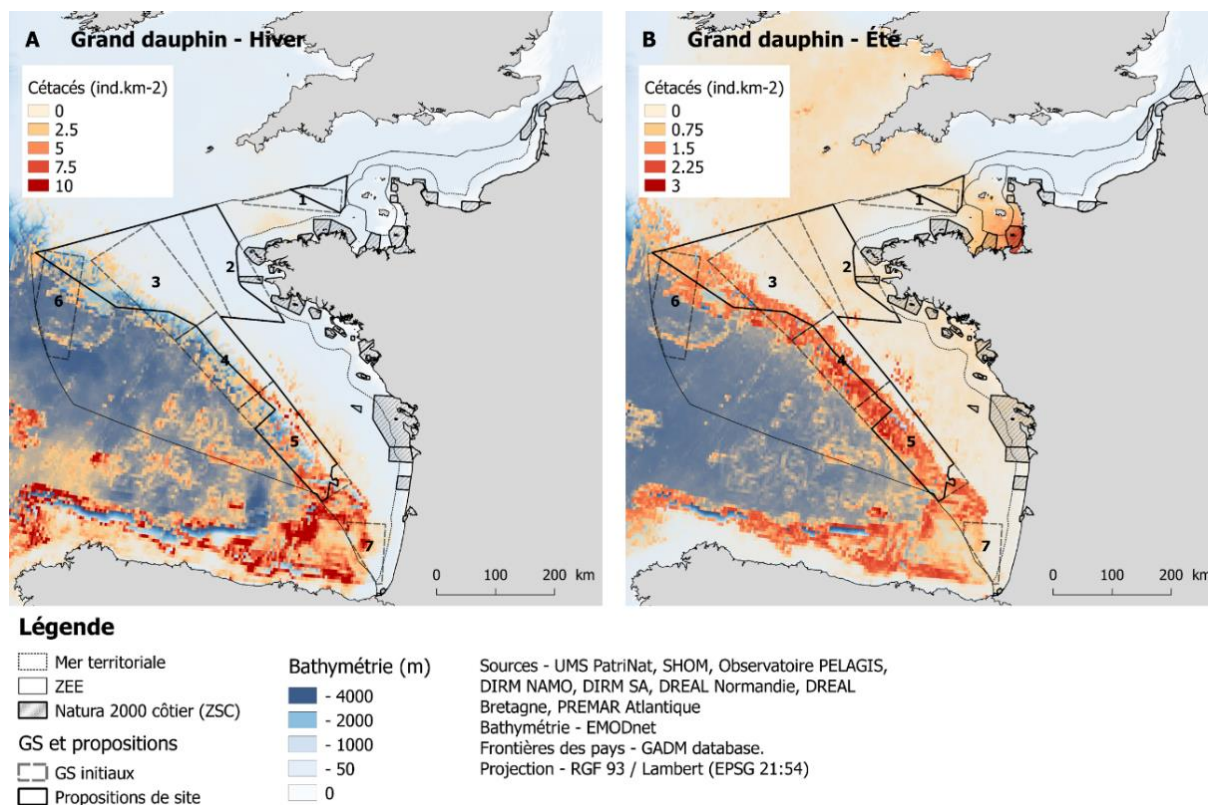 A Grand dauphin - Hiver
Cétacés (ind.km-2)
0
2.5
5
7.5
10
1
2
3
4
5
6
7
0 100 200 km
B Grand dauphin - Été
Cétacés (ind.km-2)
0
0.75
1.5
2.25
3
1
2
3
4
5
6
7
0 100 200 km
Légende
Mer territoriale
ZEE
Natura 2000 côtier (ZSC)
GS et propositions
GS initiaux
Propositions de site
Bathymétrie (m)
- 4000
- 2000
- 1000
- 50
0
Sources - UMS PatriNat, SHOM, Observatoire PELAGIS,
DIRM NAMO, DIRM SA, DREAL Normandie, DREAL
Bretagne, PREMAR Atlantique
Bathymétrie - EMODnet
Frontières des pays - GADM database.
Projection - RGF 93 / Lambert (EPSG 21:54)